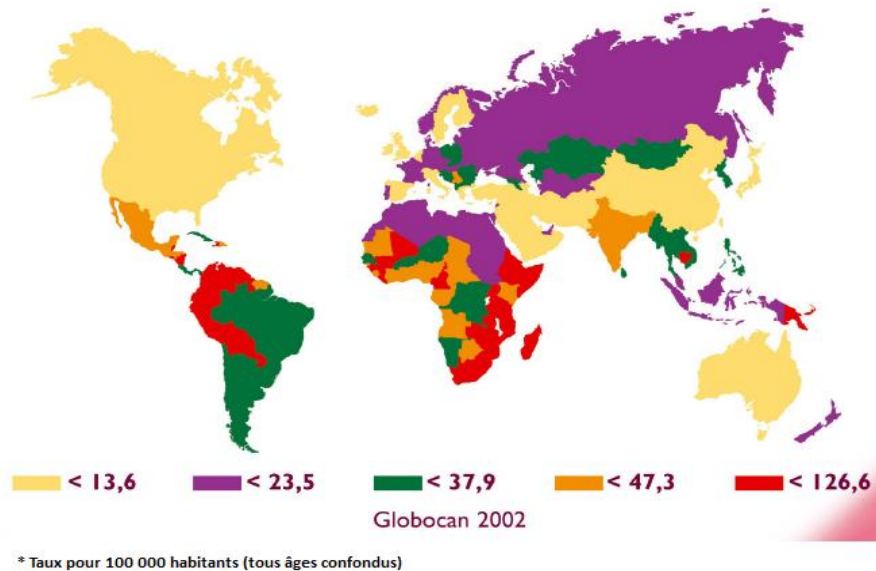 < 13,6 < 23,5 < 37,9 < 47,3 < 126,6
Globocan 2002
* Taux pour 100 000 habitants (tous âges confondus)